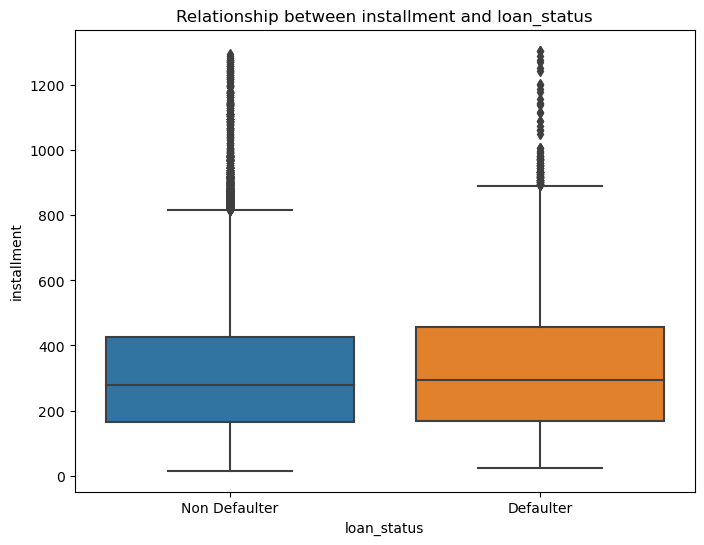 Relationship between installment and loan_status
1200
1000
800
600
400
200
0
installment
Non Defaulter
Defaulter
loan_status